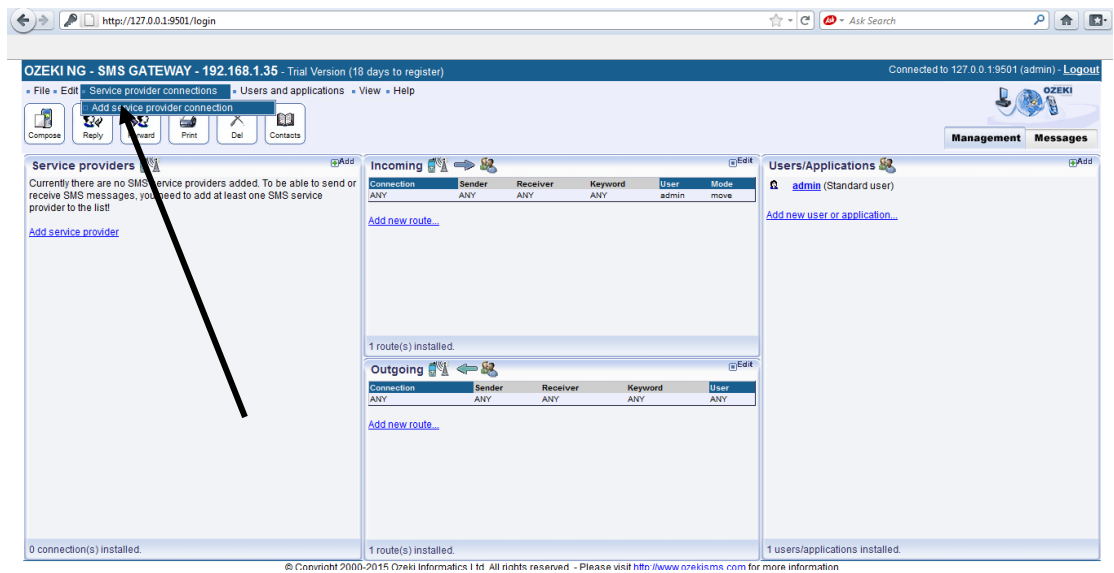 http://127.0.0.1:9501/login
Ask Search
OZEKI NG - SMS GATEWAY - 192.168.1.35 - Trial Version (18 days to register)
Connected to 127.0.0.1:9501 (admin) - Logout
File Edit Service provider connections Users and applications View Help
Add service provider connection
OZEKI
Compose Reply Forward Print Del Contacts
Management Messages
Service providers Add
Currently there are no SMS service providers added. To be able to send or
receive SMS messages, you need to add at least one SMS service
provider to the list!
Add service provider
0 connection(s) installed.
Incoming Edit
Connection Sender Receiver Keyword User Mode
ANY ANY ANY ANY admin move
Add new route...
1 route(s) installed.
Outgoing Edit
Connection Sender Receiver Keyword User
ANY ANY ANY ANY ANY
Add new route...
1 route(s) installed.
Users/Applications Add
admin (Standard user)
Add new user or application...
1 users/applications installed.
© Copyright 2000-2015 Ozeki Informatics Ltd. All rights reserved. - Please visit http://www.ozekisms.com for more information